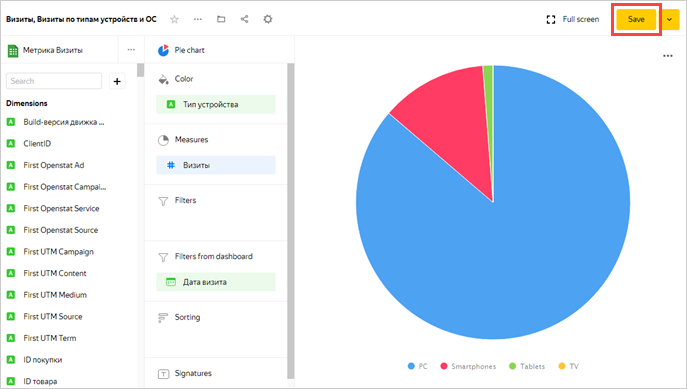 Визиты, Визиты по типам устройств и ОС
Full screen
Save
Метрика Визиты
Search
Dimensions
Build-версия движка ...
ClientID
First Openstat Ad
First Openstat Campai...
First Openstat Service
First Openstat Source
First UTM Campaign
First UTM Content
First UTM Medium
First UTM Source
First UTM Term
ID покупки
ID товара
Pie chart
Color
Тип устройства
Measures
Визиты
Filters
Filters from dashboard
Дата визита
Sorting
Signatures
PC
Smartphones
Tablets
TV